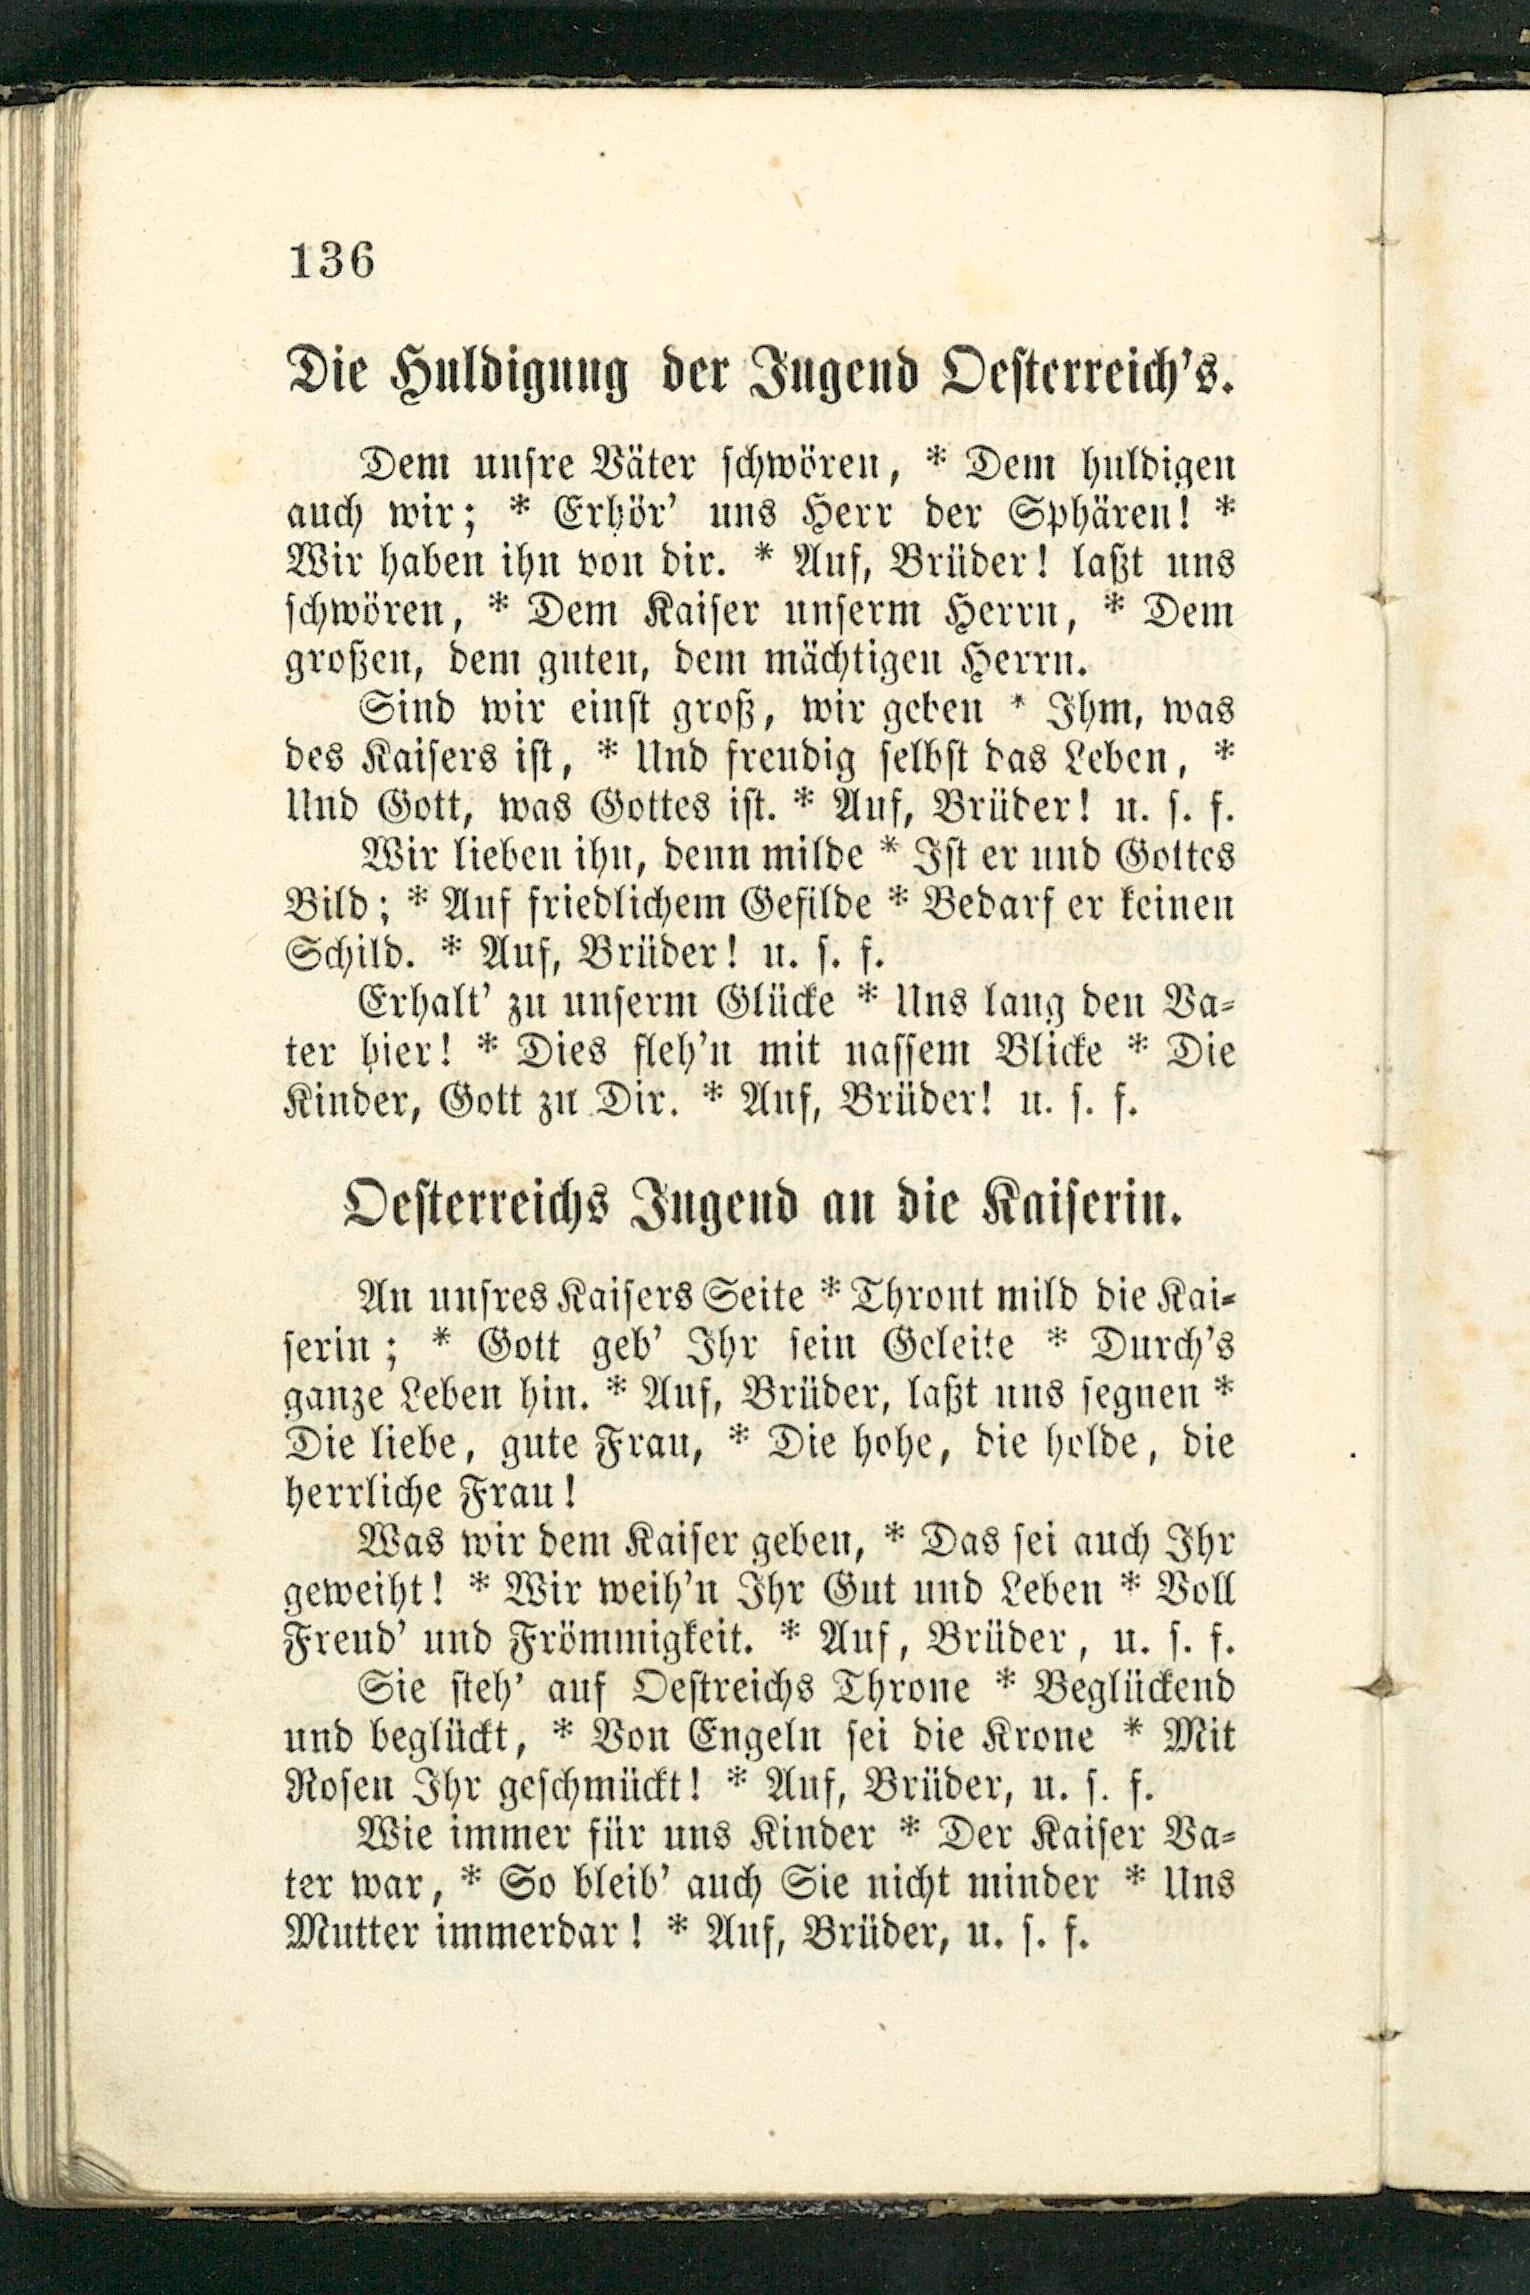 136
Die Huldigung der Jugend Oesterreich's.
Dem unsre Väter schwören, * Dem huldigen
auch wir; * Erhör' uns Herr der Sphären! *
Wir haben ihn von dir. * Auf, Brüder! laßt uns
schwören, * Dem Kaiser unserm Herrn, * Dem
großen, dem guten, dem mächtigen Herrn.
Sind wir einst groß, wir geben * Ihm, was
des Kaisers ist, * Und freudig selbst das Leben, *
Und Gott, was Gottes ist. * Auf, Brüder! u. s. f.
Wir lieben ihn, denn milde * Ist er und Gottes
Bild; * Auf friedlichem Gefilde * Bedarf er keinen
Schild. * Auf, Brüder! u. s. f.
Erhalt' zu unserm Glücke * Uns lang den Va-
ter hier! * Dies fleh'n mit nassem Blicke * Die
Kinder, Gott zu Dir. * Auf, Brüder! u. s. f.
Oesterreichs Jugend an die Kaiserin.
An unsres Kaisers Seite * Thront mild die Kai-
serin; * Gott geb' Ihr sein Geleite * Durch's
ganze Leben hin. * Auf, Brüder, laßt uns segnen *
Die liebe, gute Frau, * Die hohe, die holde, die
herrliche Frau!
Was wir dem Kaiser geben, * Das sei auch Ihr
geweiht! * Wir weih'n Ihr Gut und Leben * Voll
Freud' und Frömmigkeit. * Auf, Brüder, u. s. f.
Sie steh' auf Oestreichs Throne * Beglückend
und beglückt, * Von Engeln sei die Krone * Mit
Rosen Ihr geschmückt! * Auf, Brüder, u. s. f.
Wie immer für uns Kinder * Der Kaiser Va-
ter war, * So bleib' auch Sie nicht minder * Uns
Mutter immerdar! * Auf, Brüder, u. s. f.